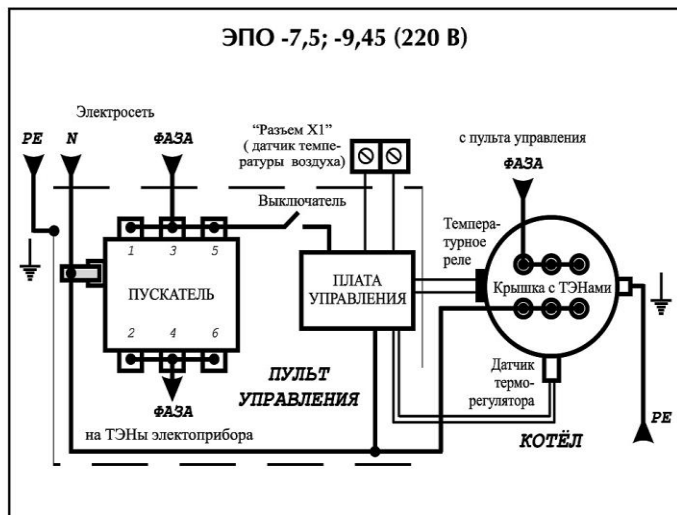 ЭПО -7,5; -9,45 (220 В)
Электросеть
PE N ФАЗА
"Разъем X1"
( датчик темпе-
ратуры воздуха)
с пульта управления
ФАЗА
Выключатель
Темпера-
турное
реле
1 3 5
ПУСКАТЕЛЬ
2 4 6
ПЛАТА
УПРАВЛЕНИЯ
Крышка с ТЭНами
ПУЛЬТ
УПРАВЛЕНИЯ
Датчик
термо-
регулятора
ФАЗА
на ТЭНы электоприбора
КОТЁЛ
PE